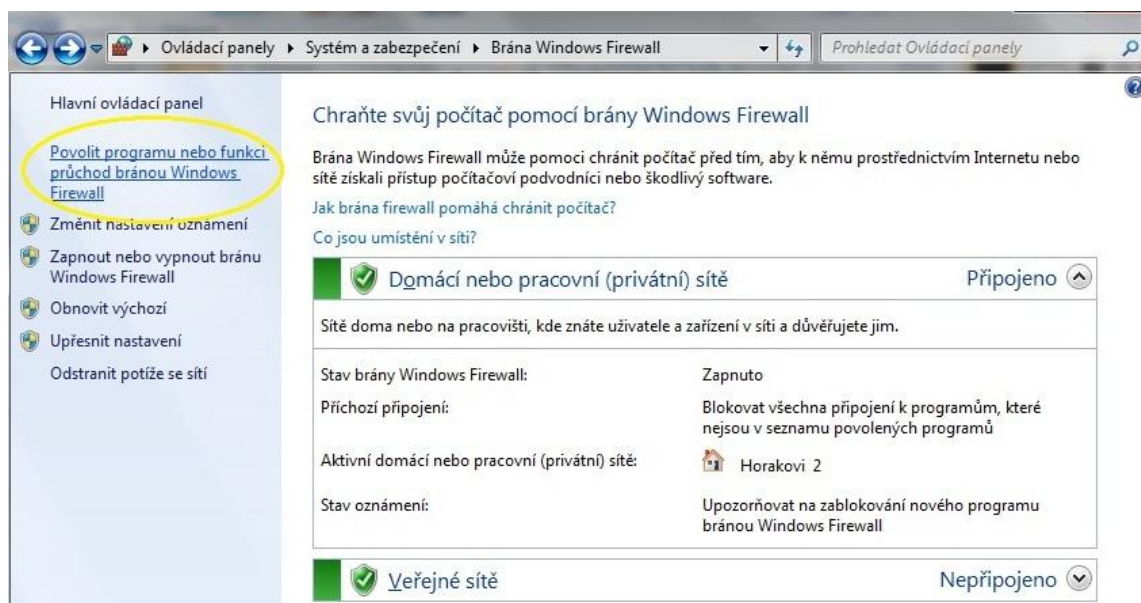 Ovládací panely ▸ Systém a zabezpečení ▸ Brána Windows Firewall
Prohledat Ovládací panely
Hlavní ovládací panel
Povolit programu nebo funkci
průchod bránou Windows
Firewall
Změnit nastavení oznámení
Zapnout nebo vypnout bránu
Windows Firewall
Obnovit výchozí
Upřesnit nastavení
Odstranit potíže se sítí
Chraňte svůj počítač pomocí brány Windows Firewall
Brána Windows Firewall může pomoci chránit počítač před tím, aby k němu prostřednictvím Internetu nebo
sítě získali přístup počítačoví podvodníci nebo škodlivý software.
Jak brána firewall pomáhá chránit počítač?
Co jsou umístění v síti?
Domácí nebo pracovní (privátní) sítě Připojeno
Sítě doma nebo na pracovišti, kde znáte uživatele a zařízení v síti a důvěřujete jim.
Stav brány Windows Firewall: Zapnuto
Příchozí připojení: Blokovat všechna připojení k programům, které
nejsou v seznamu povolených programů
Aktivní domácí nebo pracovní (privátní) sítě: Horakovi 2
Stav oznámení: Upozorňovat na zablokování nového programu
bránou Windows Firewall
Veřejné sítě Nepřipojeno